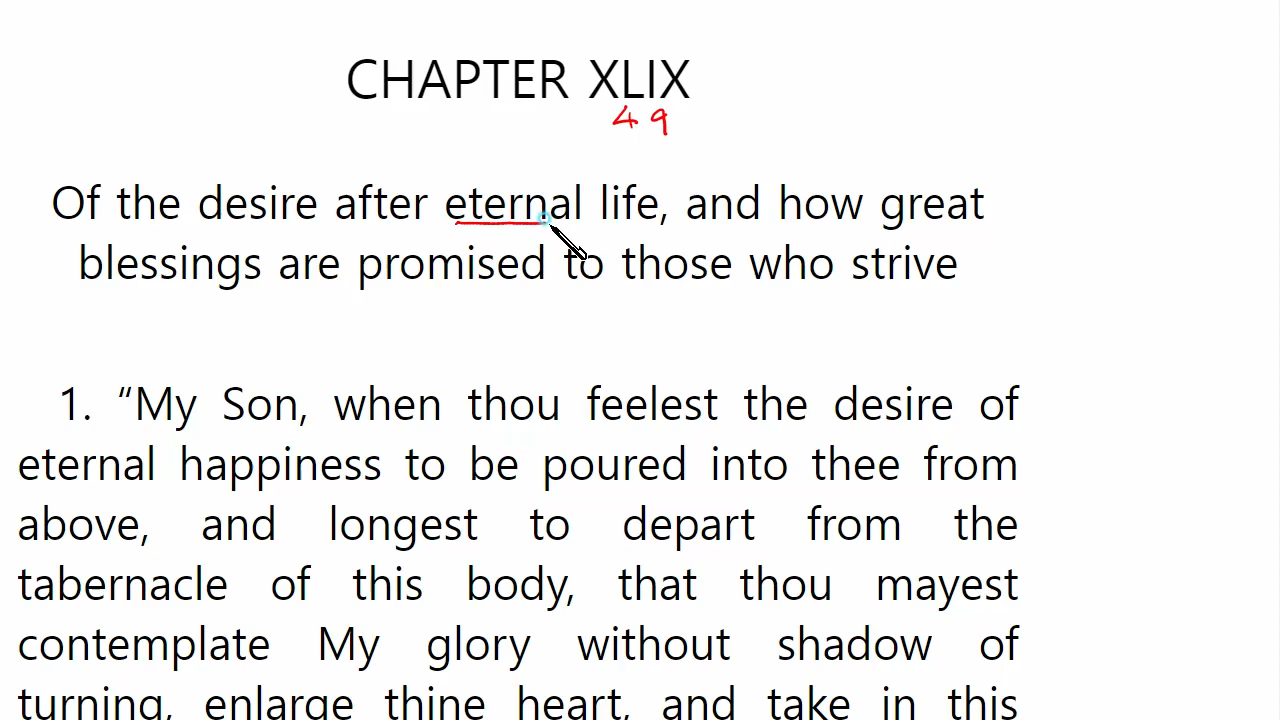 CHAPTER XLIX
49
Of the desire after eternal life, and how great
blessings are promised to those who strive
1. “My Son, when thou feelest the desire of
eternal happiness to be poured into thee from
above, and longest to depart from the
tabernacle of this body, that thou mayest
contemplate My glory without shadow of
turning, enlarge thine heart, and take in this